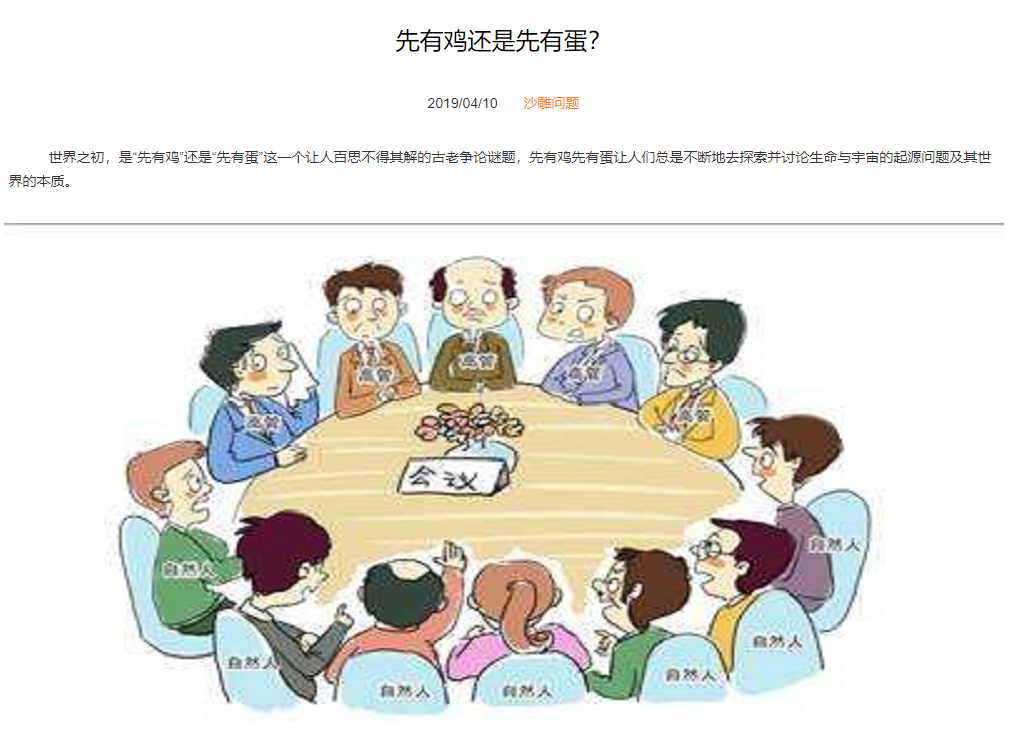 先有鸡还是先有蛋?
2019/04/10 沙雕问题
世界之初，是“先有鸡”还是“先有蛋”这一个让人百思不得其解的古老争论谜题，先有鸡先有蛋让人们总是不断地去探索并讨论生命与宇宙的起源问题及其世
界的本质。
高管
高管
高管
高管
高管
会议
自然人
自然人
自然人
自然人
自然人
自然人
自然人